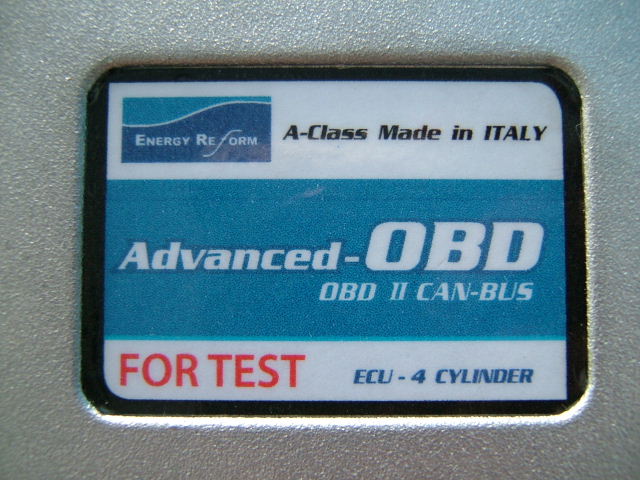 ENERGY REFORM
A-Class Made in ITALY
Advanced-OBD
OBD II CAN-BUS
FOR TEST
ECU - 4 CYLINDER